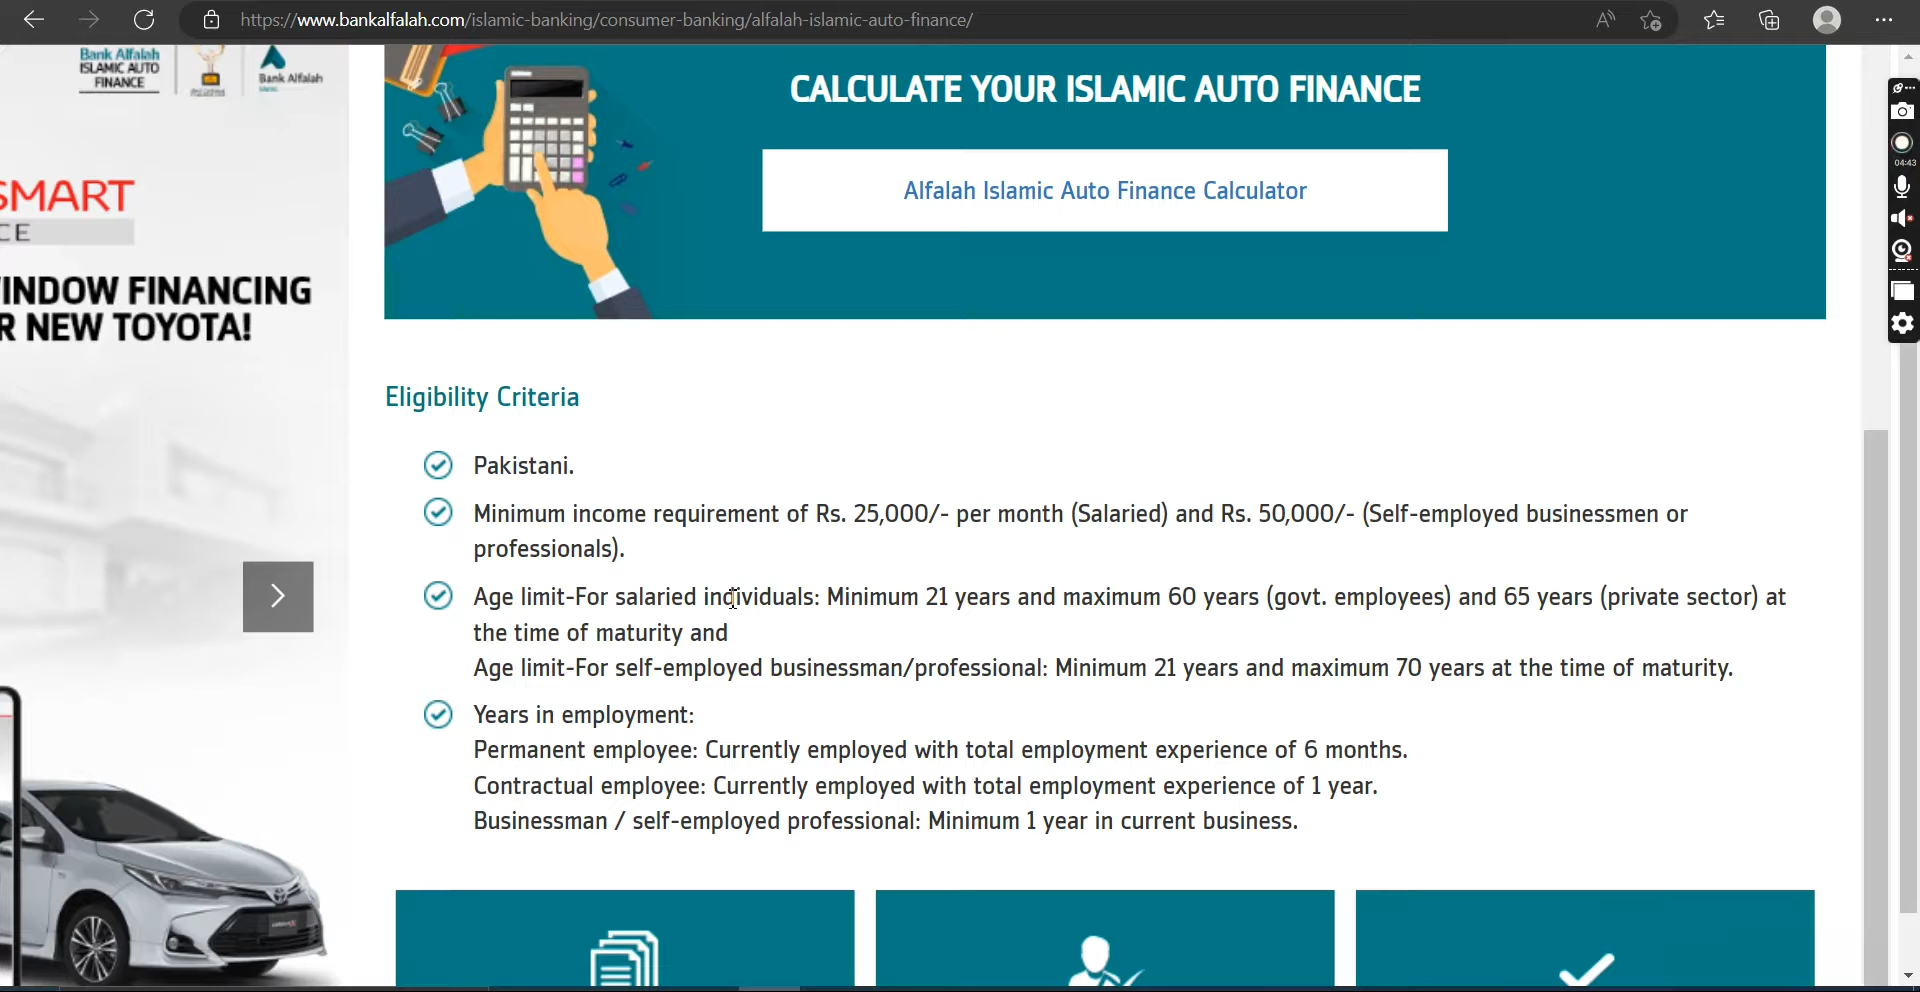 https://www.bankalfalah.com/islamic-banking/consumer-banking/alfalah-islamic-auto-finance/
Bank Alfalah
ISLAMIC AUTO
FINANCE
Bank Alfalah
SMART
CE
INDOW FINANCING
R NEW TOYOTA!
CALCULATE YOUR ISLAMIC AUTO FINANCE
Alfalah Islamic Auto Finance Calculator
04:43
Eligibility Criteria
Pakistani.
Minimum income requirement of Rs. 25,000/- per month (Salaried) and Rs. 50,000/- (Self-employed businessmen or
professionals).
Age limit-For salaried individuals: Minimum 21 years and maximum 60 years (govt. employees) and 65 years (private sector) at
the time of maturity and
Age limit-For self-employed businessman/professional: Minimum 21 years and maximum 70 years at the time of maturity.
Years in employment:
Permanent employee: Currently employed with total employment experience of 6 months.
Contractual employee: Currently employed with total employment experience of 1 year.
Businessman / self-employed professional: Minimum 1 year in current business.